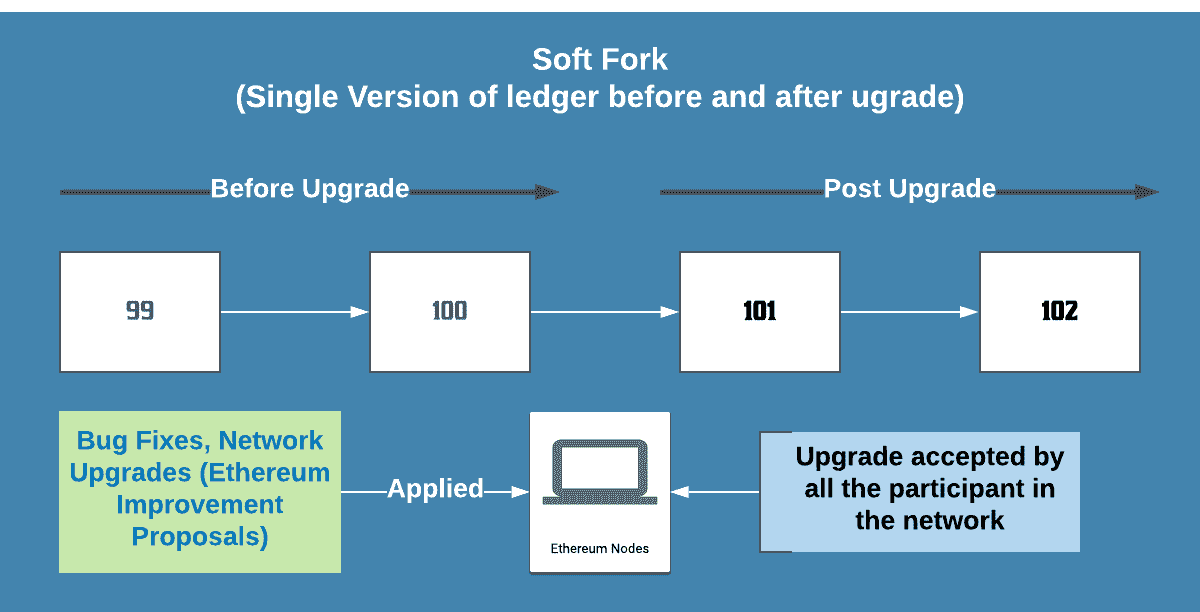 Soft Fork
(Single Version of ledger before and after ugrade)
Before Upgrade
Post Upgrade
99
100
101
102
Bug Fixes, Network
Upgrades (Ethereum
Improvement
Proposals)
Applied
Ethereum Nodes
Upgrade accepted by
all the participant in
the network